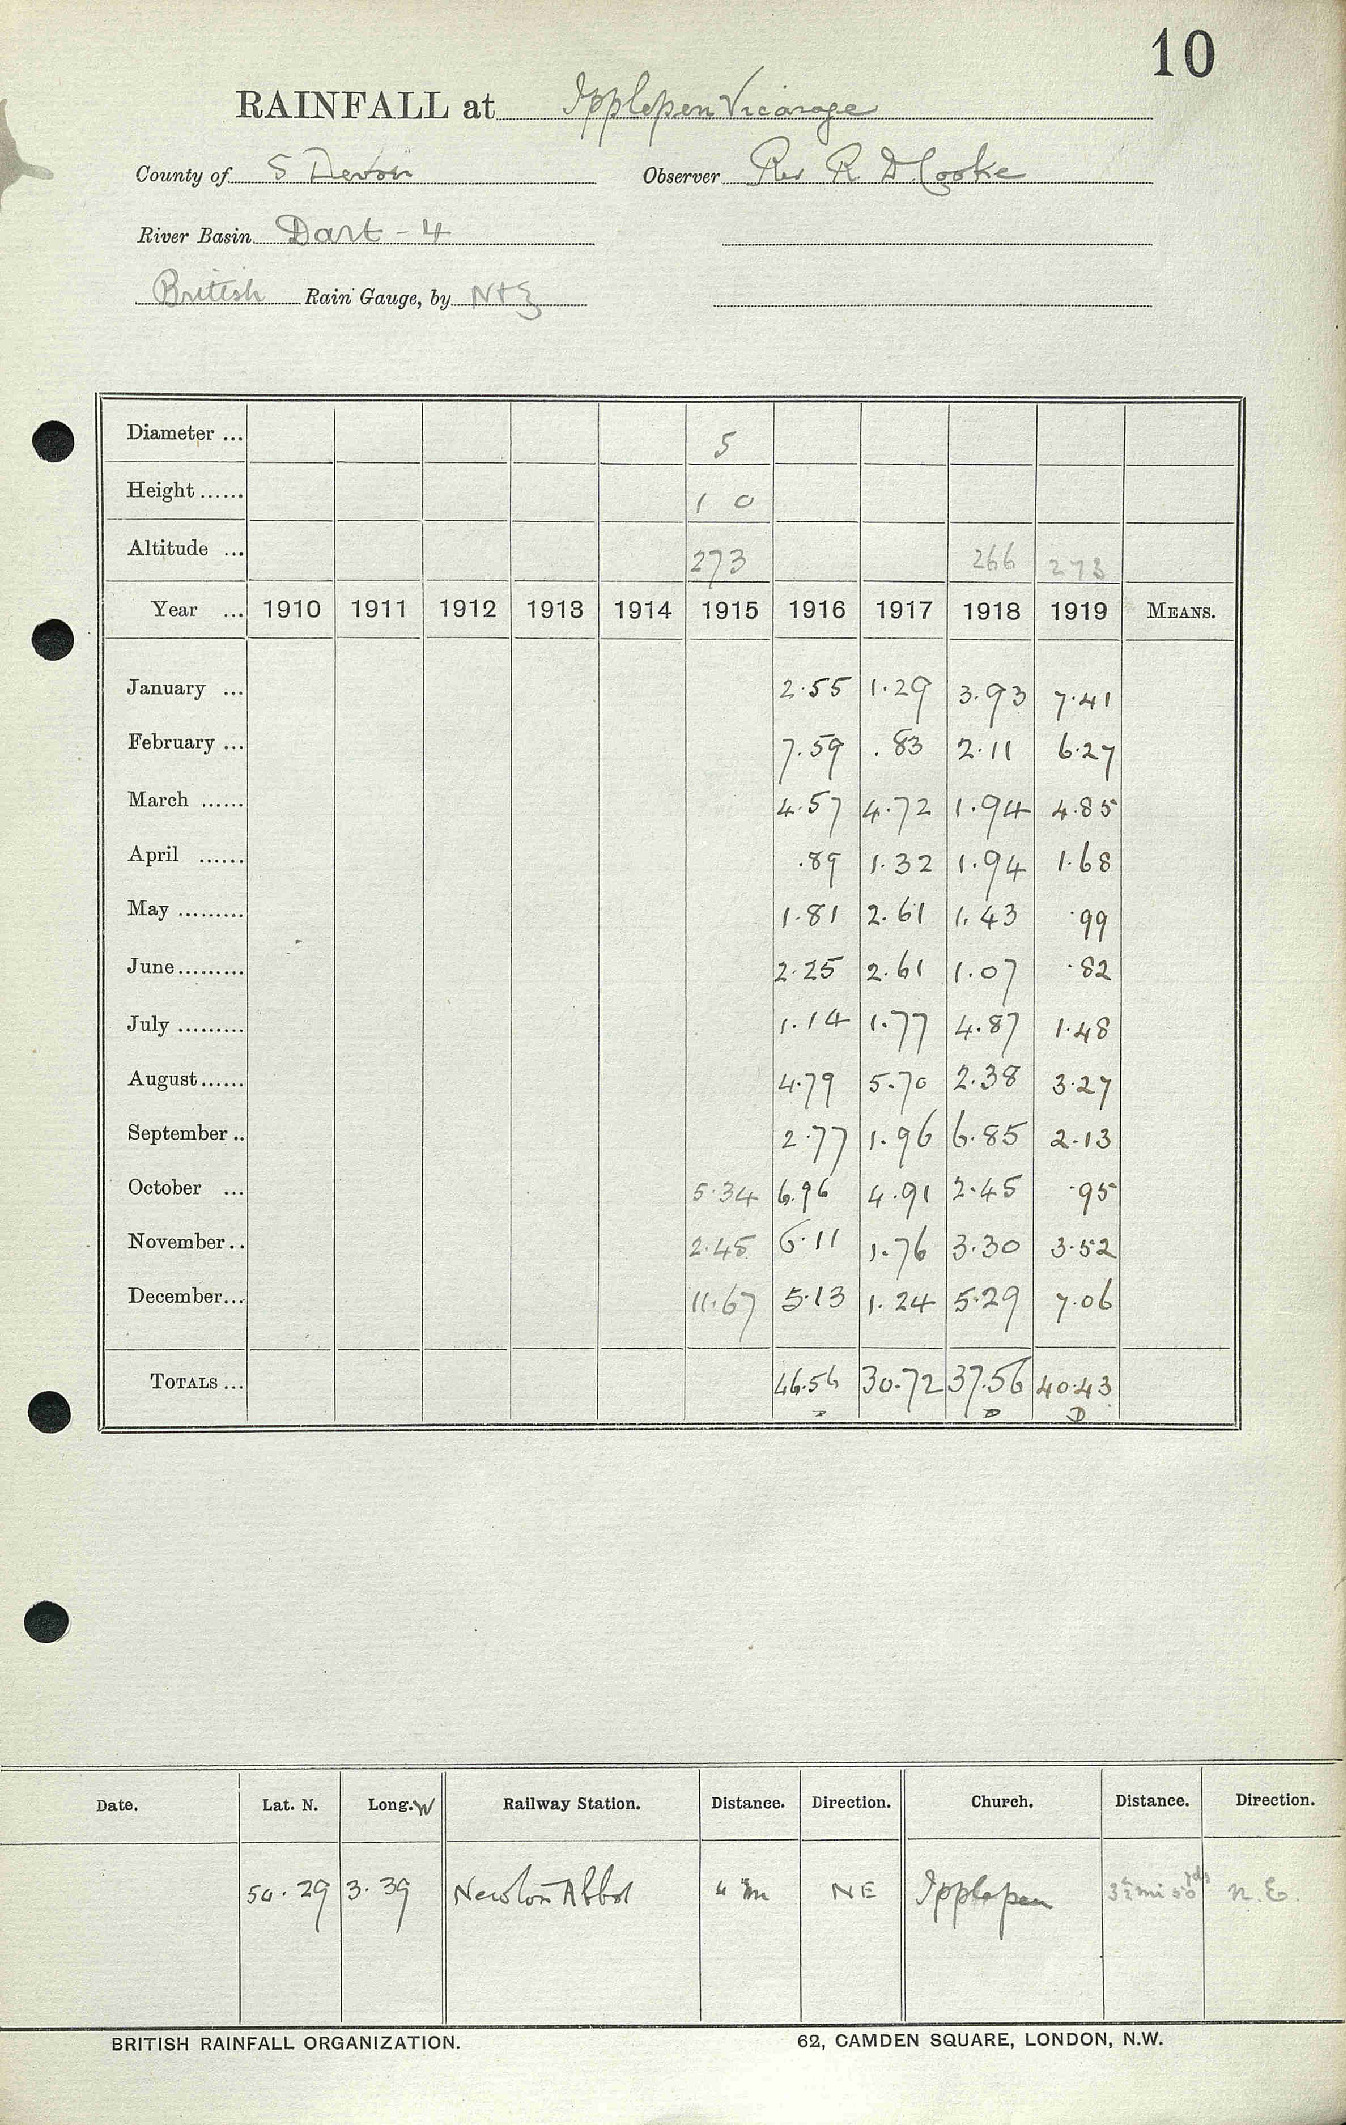 10
RAINFALL at Ipplepen Vicarage
County of S Devon Observer Rev R D Cooke
River Basin Dart - 4
British Rain Gauge, by N+Z
Diameter ... 5
Height ...... 1 0
Altitude ... 273 266 273
Year ... 1910 1911 1912 1913 1914 1915 1916 1917 1918 1919 MEANS.
January ... 2.55 1.29 3.93 7.41
February ... 7.59 .83 2.11 6.27
March ...... 4.57 4.72 1.94 4.85
April ...... .89 1.32 1.94 1.68
May ......... 1.81 2.61 1.43 .99
June ......... 2.25 2.61 1.07 .82
July ......... 1.14 1.77 4.87 1.48
August ...... 4.79 5.70 2.38 3.27
September .. 2.77 1.96 6.85 2.13
October ... 5.34 6.96 4.91 2.45 .95
November .. 2.45 6.11 1.76 3.30 3.52
December ... 11.67 5.13 1.24 5.29 7.06
TOTALS ... 46.56 30.72 37.56 40.43
D D D
Date. Lat. N. Long. W Railway Station. Distance. Direction. Church. Distance. Direction.
50.29 3.39 Newton Abbot NE Ipplepen N.E.
BRITISH RAINFALL ORGANIZATION. 62, CAMDEN SQUARE, LONDON, N.W.